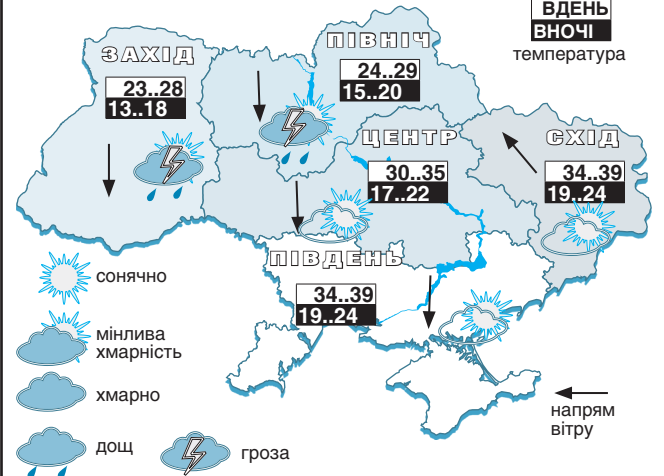 ВДЕНЬ
ВНОЧІ
температура
ПІВНІЧ
24..29
15..20
ЗАХІД
23..28
13..18
ЦЕНТР
30..35
17..22
СХІД
34..39
19..24
ПІВДЕНЬ
34..39
19..24
сонячно
мінлива
хмарність
хмарно
дощ
гроза
напрям
вітру